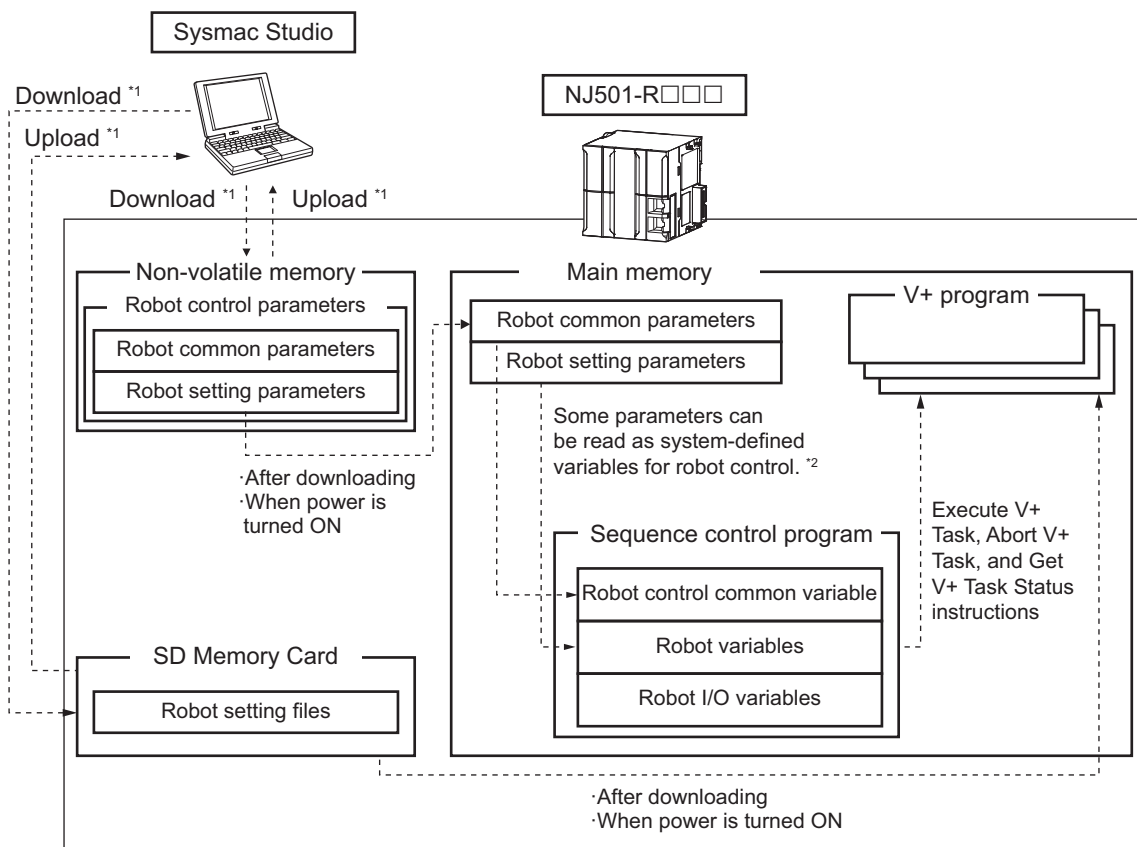 Sysmac Studio
NJ501-R□□□
Download *1
Upload *1
Download *1
Upload *1
Non-volatile memory
Robot control parameters
Robot common parameters
Robot setting parameters
Main memory
Robot common parameters
Robot setting parameters
V+ program
Some parameters can
be read as system-defined
variables for robot control. *2
·After downloading
·When power is
turned ON
Execute V+
Task, Abort V+
Task, and Get
V+ Task Status
instructions
Sequence control program
Robot control common variable
Robot variables
Robot I/O variables
SD Memory Card
Robot setting files
·After downloading
·When power is turned ON